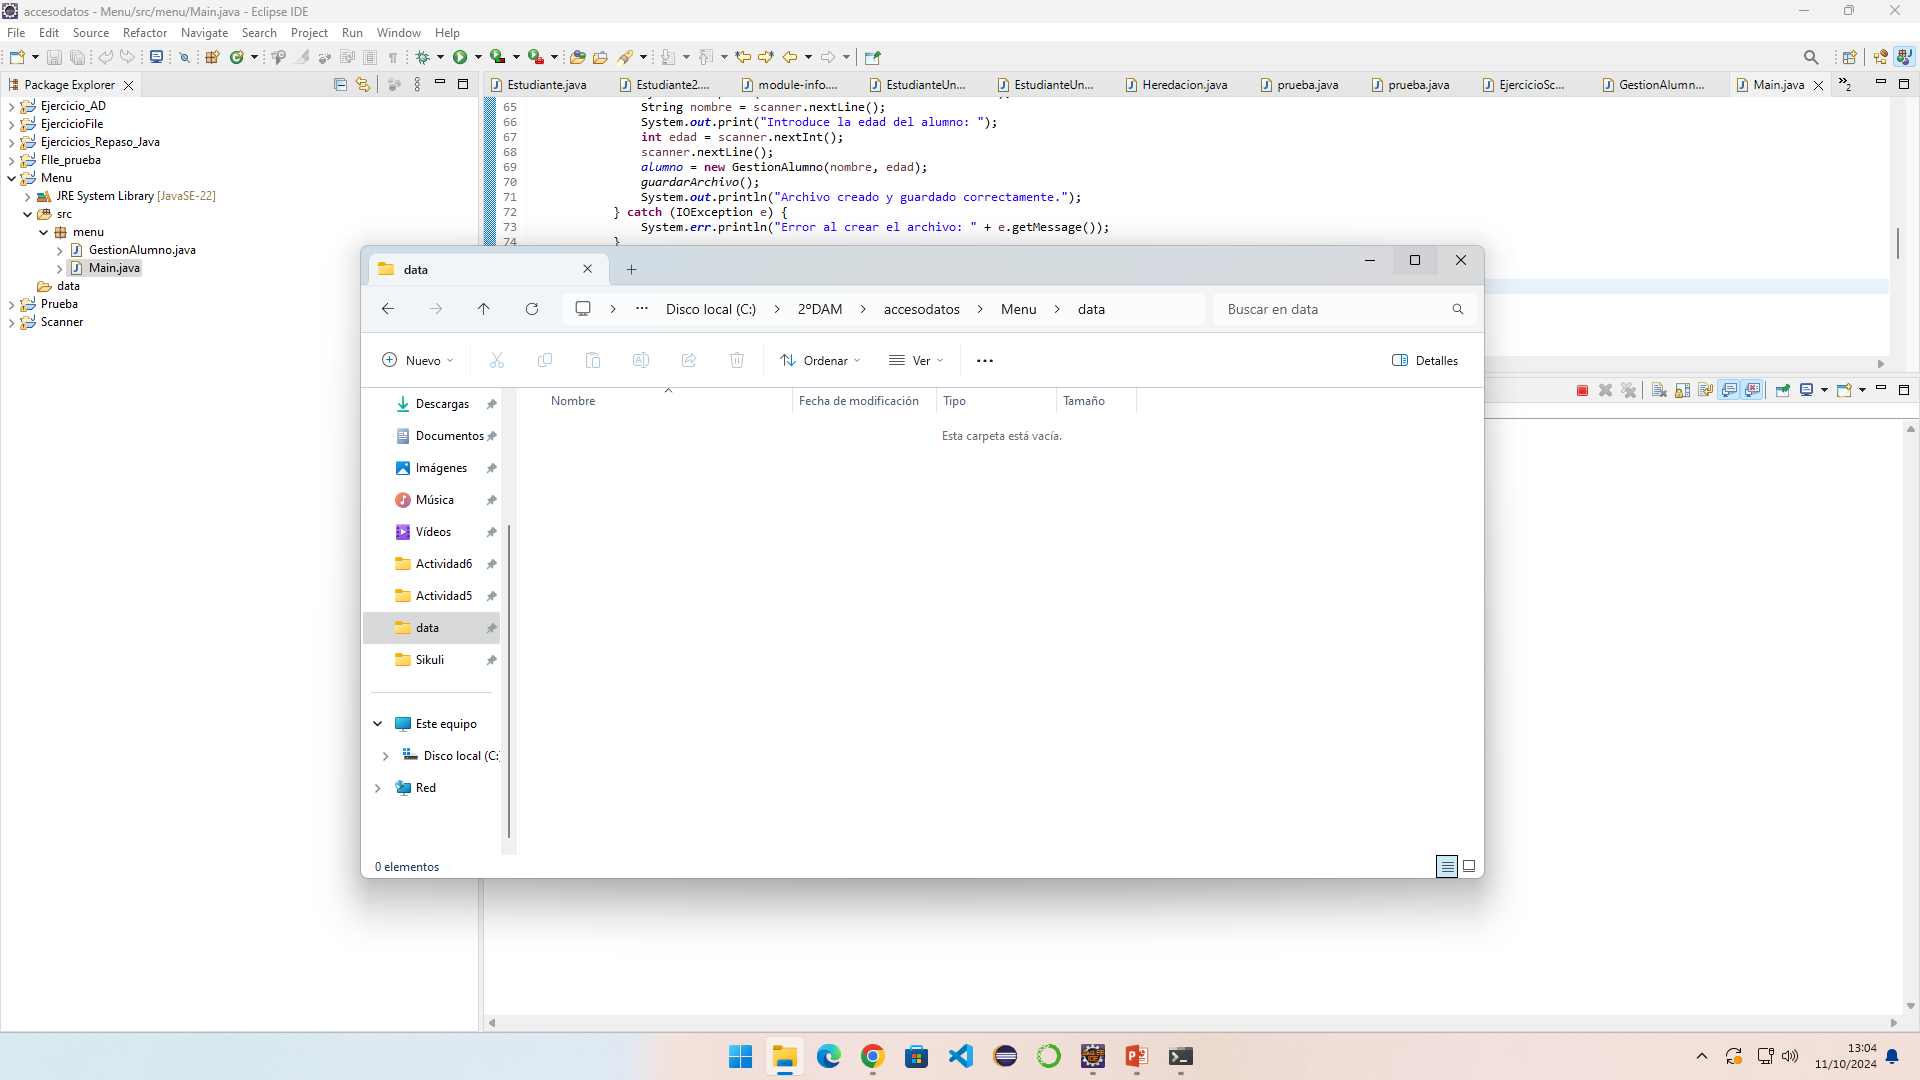 accesodatos - Menu/src/menu/Main.java - Eclipse IDE
File Edit Source Refactor Navigate Search Project Run Window Help
Package Explorer
Ejercicio_AD
EjercicioFile
Ejercicios_Repaso_Java
FIle_prueba
Menu
JRE System Library [JavaSE-22]
src
menu
GestionAlumno.java
Main.java
data
Prueba
Scanner
Estudiante.java Estudiante2.... module-info.... EstudianteUn... EstudianteUn... Heredacion.java prueba.java prueba.java EjercicioSc... GestionAlumn... Main.java 2
65 String nombre = scanner.nextLine();
66 System.out.print("Introduce la edad del alumno: ");
67 int edad = scanner.nextInt();
68 scanner.nextLine();
69 alumno = new GestionAlumno(nombre, edad);
70 guardarArchivo();
71 System.out.println("Archivo creado y guardado correctamente.");
72 } catch (IOException e) {
73 System.err.println("Error al crear el archivo: " + e.getMessage());
74 }
data
Disco local (C:) 2ºDAM accesodatos Menu data
Buscar en data
Nuevo Ordenar Ver Detalles
Descargas
Documentos
Imágenes
Música
Vídeos
Actividad6
Actividad5
data
Sikuli
Este equipo
Disco local (C:
Red
Nombre Fecha de modificación Tipo Tamaño
Esta carpeta está vacía.
0 elementos
13:04
11/10/2024